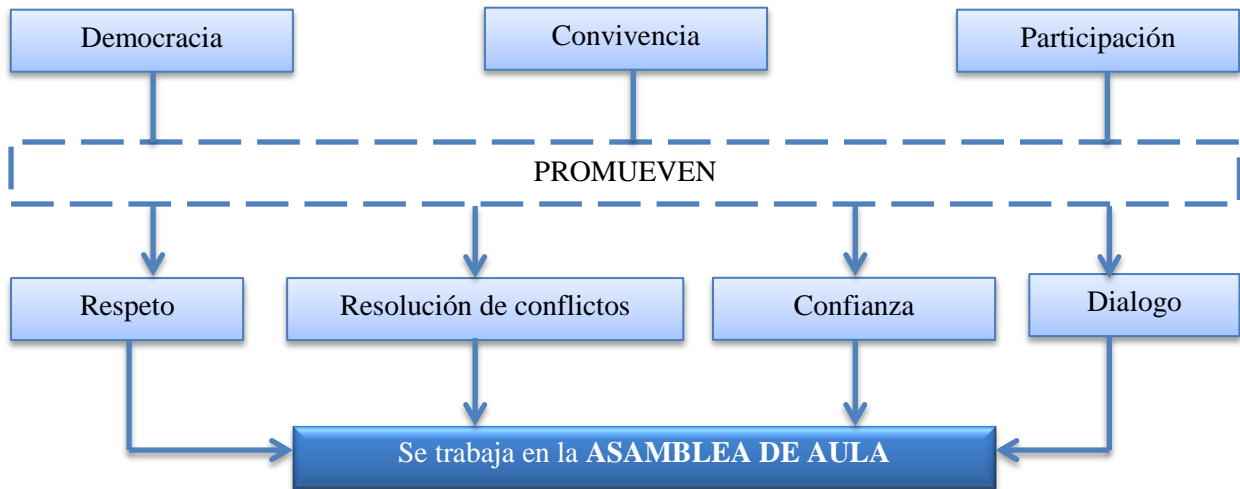 Democracia
Convivencia
Participación
PROMUEVEN
Respeto
Resolución de conflictos
Confianza
Dialogo
Se trabaja en la ASAMBLEA DE AULA